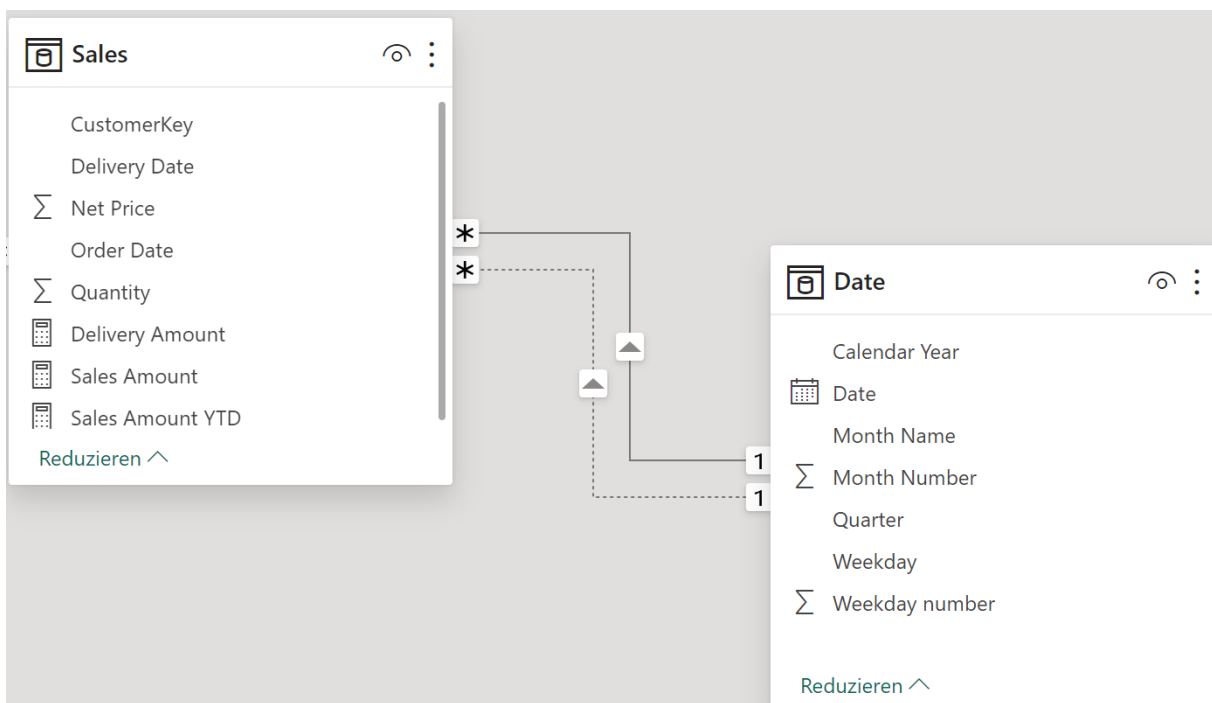 Sales
CustomerKey
Delivery Date
Net Price
Order Date
Quantity
Delivery Amount
Sales Amount
Sales Amount YTD
Reduzieren
*
*
1
1
Date
Calendar Year
Date
Month Name
Month Number
Quarter
Weekday
Weekday number
Reduzieren